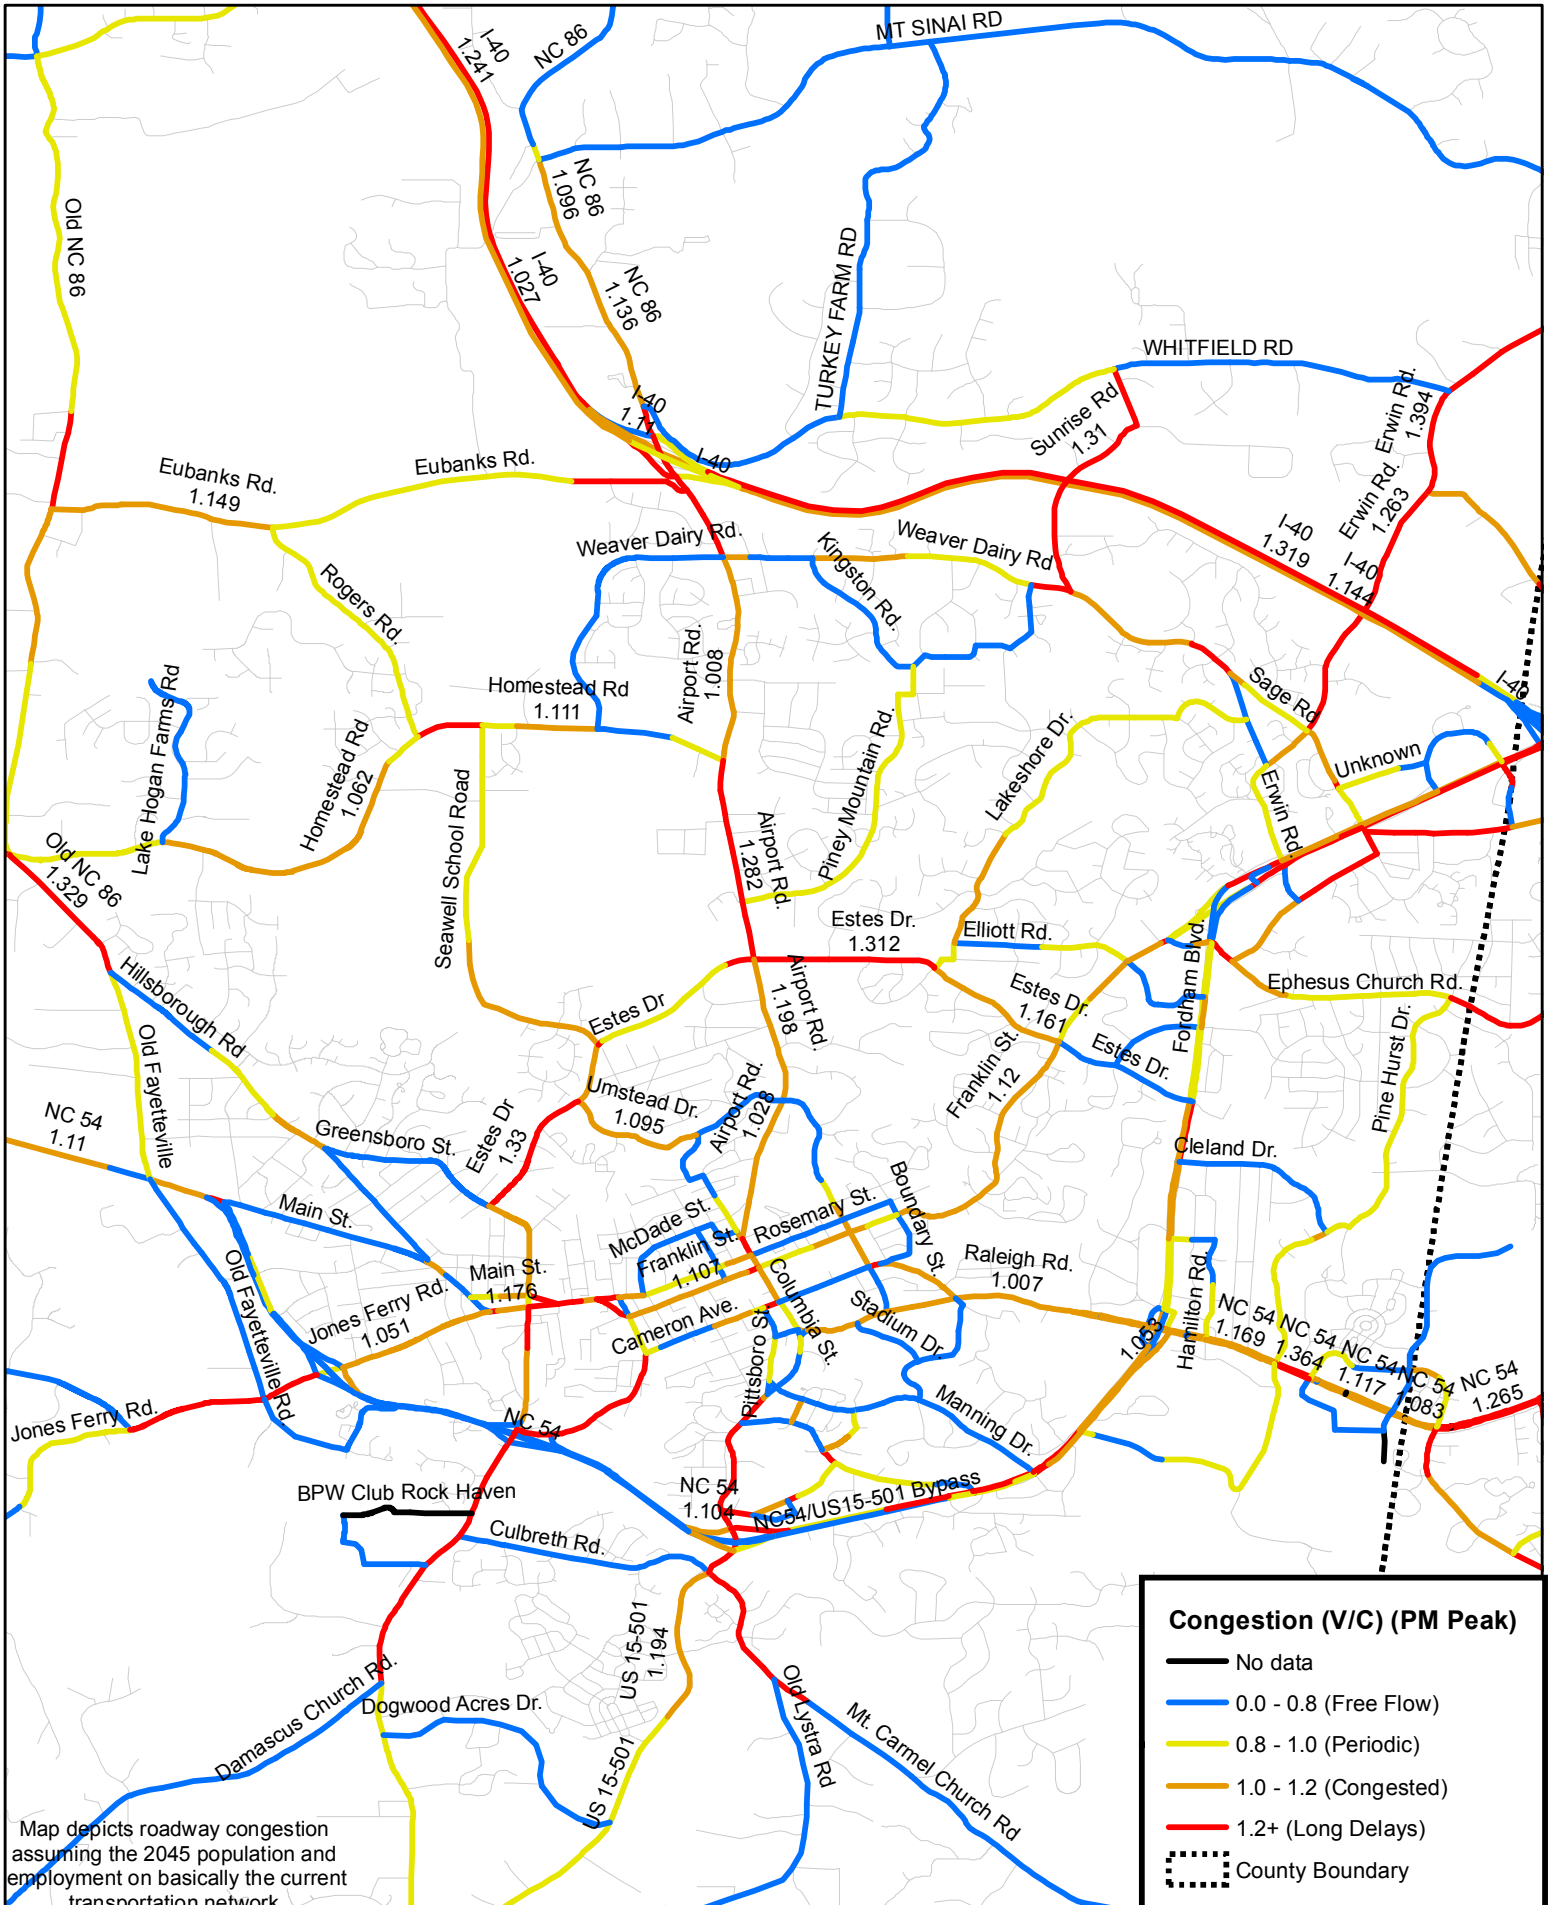 I-40
1.241
NC 86
MT SINAI RD
Old NC 86
NC 86
1.096
I-40
1.027
NC 86
1.136
TURKEY FARM RD
WHITFIELD RD
I-40
1.11
Sunrise Rd
1.31
Erwin Rd.
1.394
Eubanks Rd.
1.149
Eubanks Rd.
I-40
Erwin Rd.
1.263
Weaver Dairy Rd.
Kingston Rd.
Weaver Dairy Rd
I-40
1.319
I-40
1.144
Rogers Rd.
Airport Rd.
1.008
Lake Hogan Farms Rd
Homestead Rd
1.111
Sage Rd
I-40
Homestead Rd
1.062
Piney Mountain Rd.
Lakeshore Dr.
Unknown
Seawell School Road
Airport Rd.
1.282
Erwin Rd.
Old NC 86
1.329
Estes Dr.
1.312
Elliott Rd.
Fordham Blvd.
Hillsborough Rd
Airport Rd.
1.198
Estes Dr
Estes Dr.
1.161
Ephesus Church Rd.
Old Fayetteville
Franklin St.
1.12
Estes Dr.
Pine Hurst Dr.
NC 54
1.11
Greensboro St.
Estes Dr
1.33
Umstead Dr.
1.095
Airport Rd.
1.028
Cleland Dr.
Main St.
McDade St.
Rosemary St.
Boundary St.
Franklin St.
1.107
Old Fayetteville Rd
Main St.
1.176
Raleigh Rd.
1.007
Jones Ferry Rd.
1.051
Cameron Ave.
Columbia St.
Stadium Dr.
Pittsboro St
1.053
Hamilton Rd.
NC 54
1.169
NC 54
1.364
NC 54
1.117
NC 54
1.083
NC 54
1.265
Jones Ferry Rd.
NC 54
Manning Dr.
BPW Club Rock Haven
NC 54
1.104
NC54/US15-501 Bypass
Culbreth Rd.
US 15-501
1.194
Damascus Church Rd.
Dogwood Acres Dr.
Old Lystra Rd
Mt. Carmel Church Rd
US 15-501
Map depicts roadway congestion
assuming the 2045 population and
employment on basically the current
transportation network
Congestion (V/C) (PM Peak)
No data
0.0 - 0.8 (Free Flow)
0.8 - 1.0 (Periodic)
1.0 - 1.2 (Congested)
1.2+ (Long Delays)
County Boundary